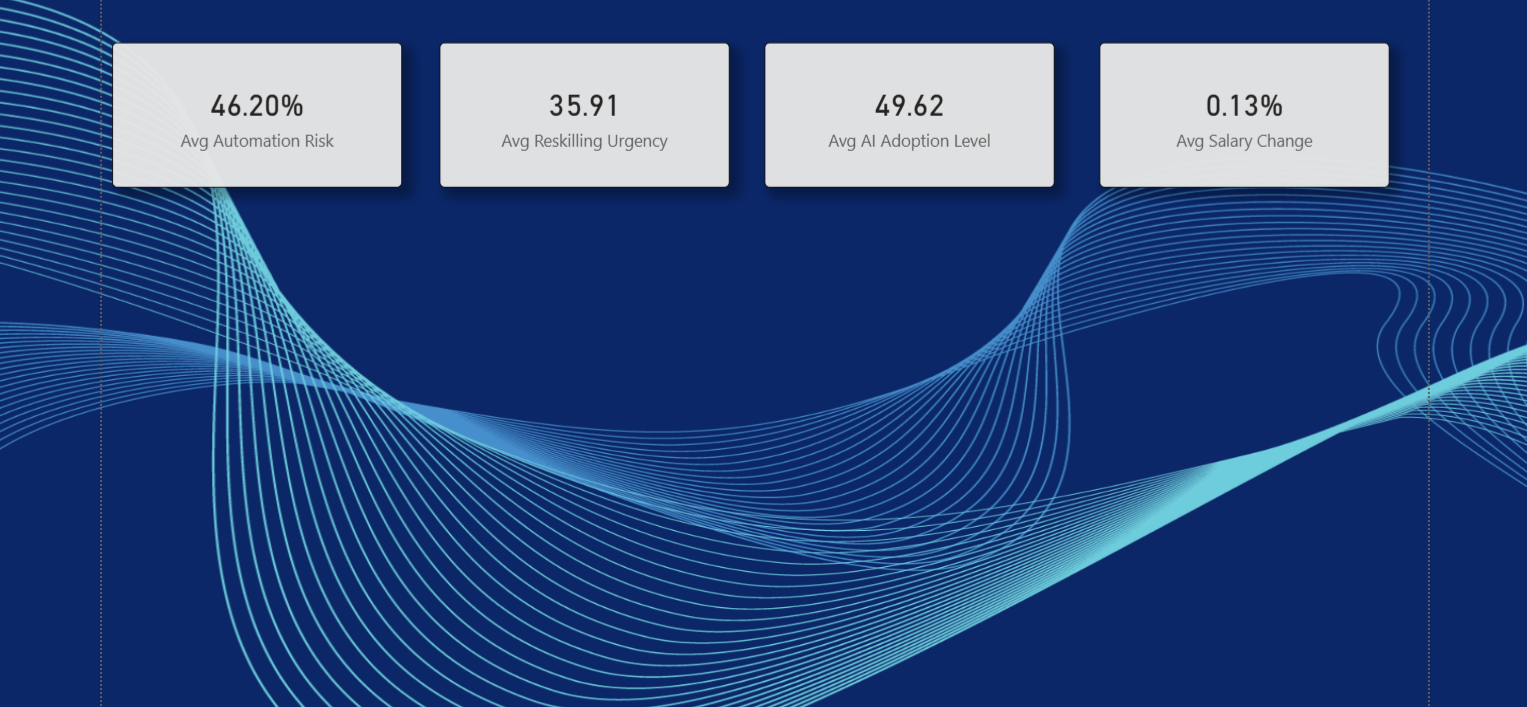 46.20%
Avg Automation Risk
35.91
Avg Reskilling Urgency
49.62
Avg AI Adoption Level
0.13%
Avg Salary Change